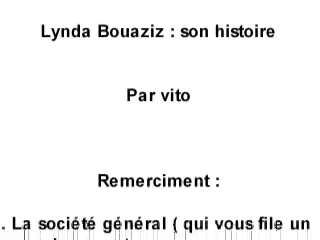 Lynda Bouaziz : son histoire
Par vito
Remerciment :
. La société général ( qui vous file un